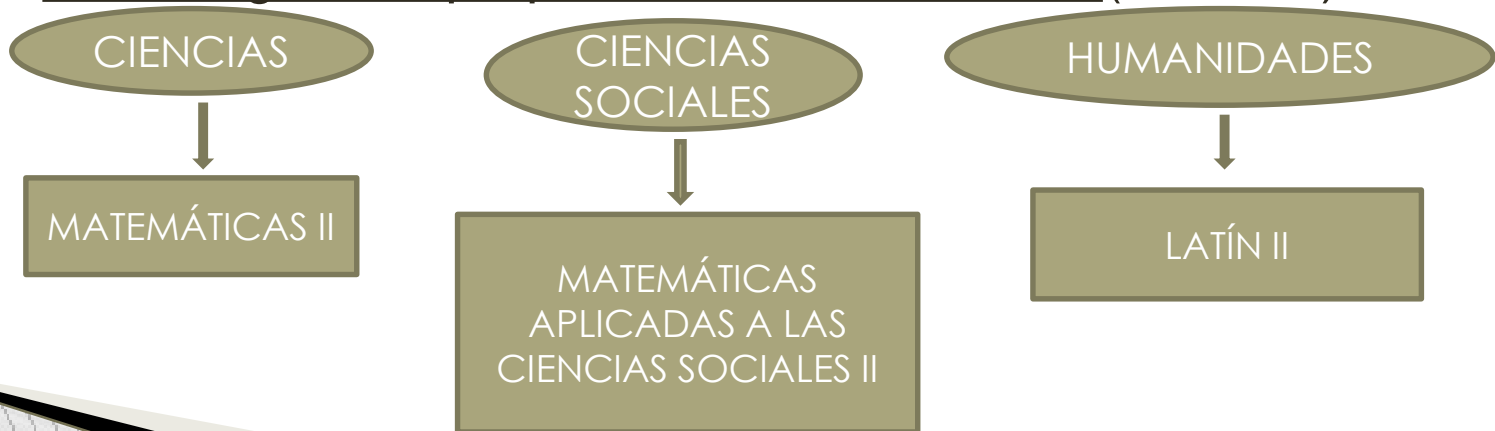 CIENCIAS
MATEMÁTICAS II
CIENCIAS
SOCIALES
MATEMÁTICAS
APLICADAS A LAS
CIENCIAS SOCIALES II
HUMANIDADES
LATÍN II